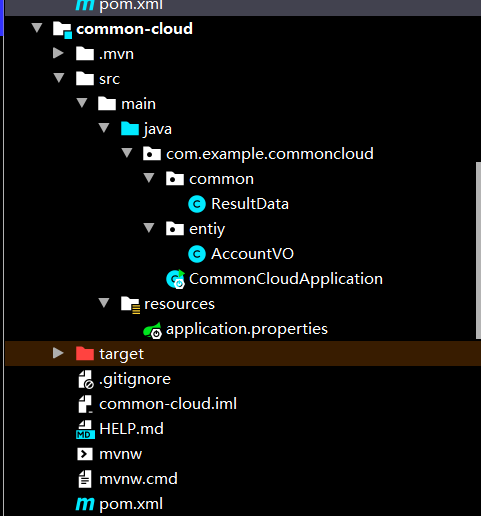 pom.xml
common-cloud
.mvn
src
main
java
com.example.commoncloud
common
C ResultData
entiy
C AccountVO
C CommonCloudApplication
resources
application.properties
target
.gitignore
common-cloud.iml
MD HELP.md
mvnw
mvnw.cmd
m pom.xml